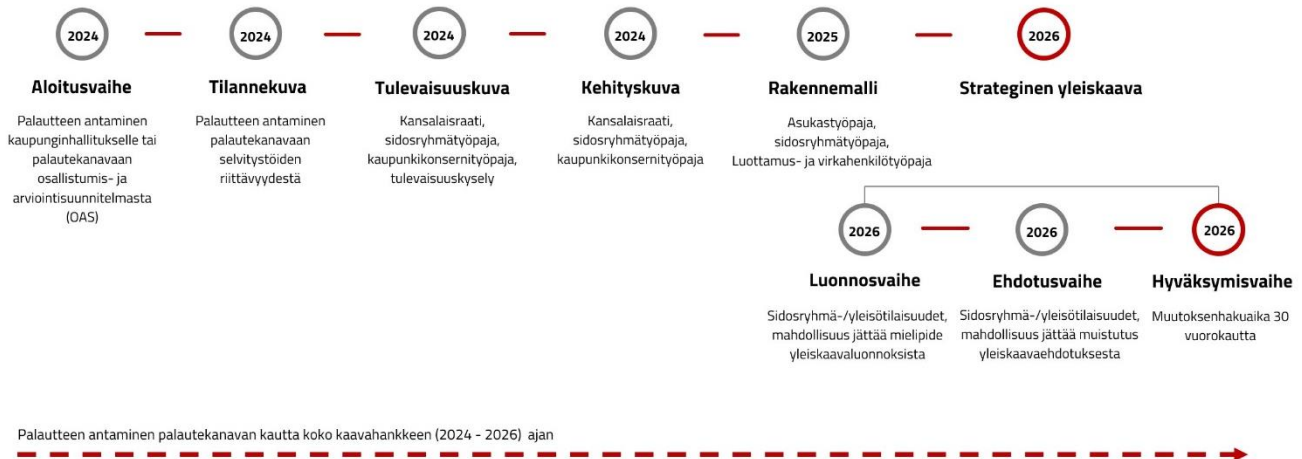 2024
Aloitusvaihe
Palautteen antaminen
kaupunginhallitukselle tai
palautekanavaan
osallistumis- ja
arviointisuunnitelmasta
(OAS)
2024
Tilannekuva
Palautteen antaminen
palautekanavaan
selvitystöiden
riittävyydestä
2024
Tulevaisuuskuva
Kansalaisraati,
sidosryhmätyöpaja,
kaupunkikonsernityöpaja,
tulevaisuuskysely
2024
Kehityskuva
Kansalaisraati,
sidosryhmätyöpaja,
kaupunkikonsernityöpaja
2025
Rakennemalli
Asukastyöpaja,
sidosryhmätyöpaja,
Luottamus- ja virkahenkilötyöpaja
2026
Strateginen yleiskaava
2026
Luonnosvaihe
Sidosryhmä-/yleisötilaisuudet,
mahdollisuus jättää mielipide
yleiskaavaluonnoksista
2026
Ehdotusvaihe
Sidosryhmä-/yleisötilaisuudet,
mahdollisuus jättää muistutus
yleiskaavaehdotuksesta
2026
Hyväksymisvaihe
Muutoksenhakuaika 30
vuorokautta
Palautteen antaminen palautekanavan kautta koko kaavahankkeen (2024 - 2026) ajan